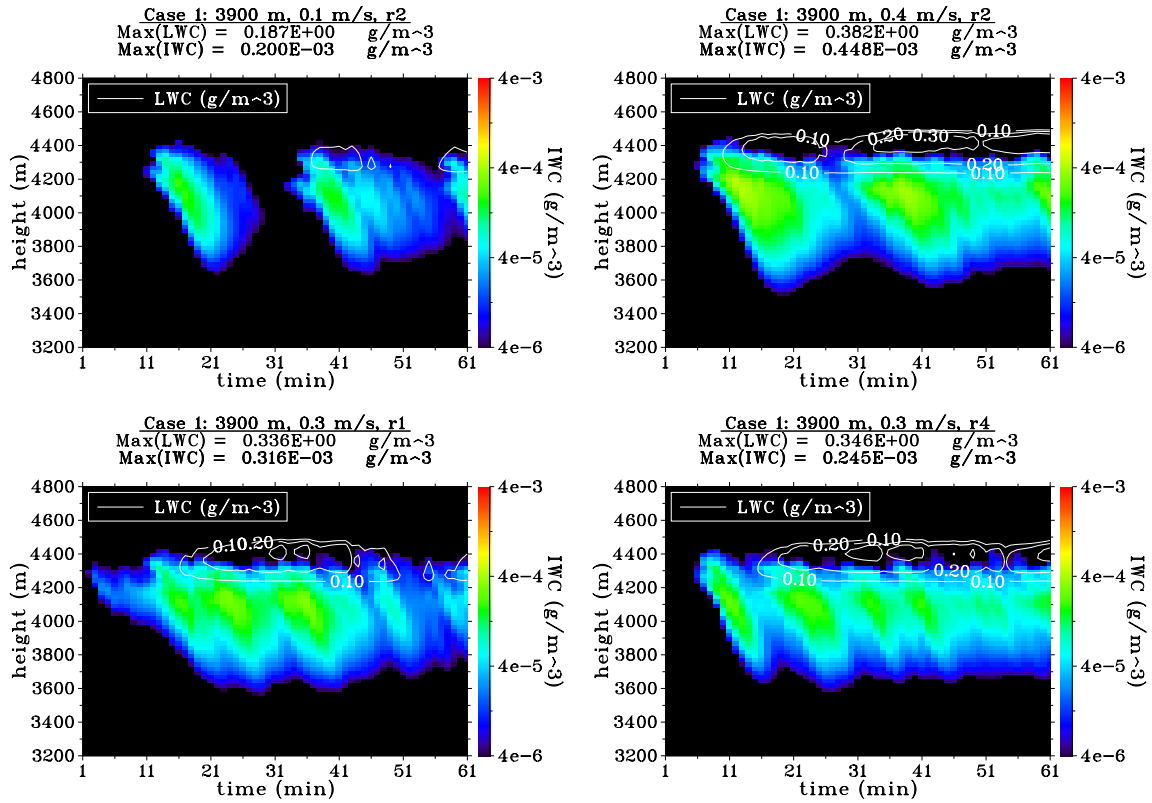 Case 1: 3900 m, 0.1 m/s, r2
Max(LWC) = 0.187E+00 g/m^3
Max(IWC) = 0.200E-03 g/m^3
4800
4600
4400
4200
4000
3800
3600
3400
3200
height (m)
LWC (g/m^3)
1 11 21 31 41 51 61
time (min)
4e-3
4e-4
4e-5
4e-6
IWC (g/m^3)
Case 1: 3900 m, 0.4 m/s, r2
Max(LWC) = 0.382E+00 g/m^3
Max(IWC) = 0.448E-03 g/m^3
4800
4600
4400
4200
4000
3800
3600
3400
3200
height (m)
LWC (g/m^3)
0.10
0.10
0.20
0.30
0.20
0.10
0.10
1 11 21 31 41 51 61
time (min)
4e-3
4e-4
4e-5
4e-6
IWC (g/m^3)
Case 1: 3900 m, 0.3 m/s, r1
Max(LWC) = 0.336E+00 g/m^3
Max(IWC) = 0.316E-03 g/m^3
4800
4600
4400
4200
4000
3800
3600
3400
3200
height (m)
LWC (g/m^3)
0.10
0.20
0.10
1 11 21 31 41 51 61
time (min)
4e-3
4e-4
4e-5
4e-6
IWC (g/m^3)
Case 1: 3900 m, 0.3 m/s, r4
Max(LWC) = 0.346E+00 g/m^3
Max(IWC) = 0.245E-03 g/m^3
4800
4600
4400
4200
4000
3800
3600
3400
3200
height (m)
LWC (g/m^3)
0.10
0.20
0.20
0.10
0.10
1 11 21 31 41 51 61
time (min)
4e-3
4e-4
4e-5
4e-6
IWC (g/m^3)